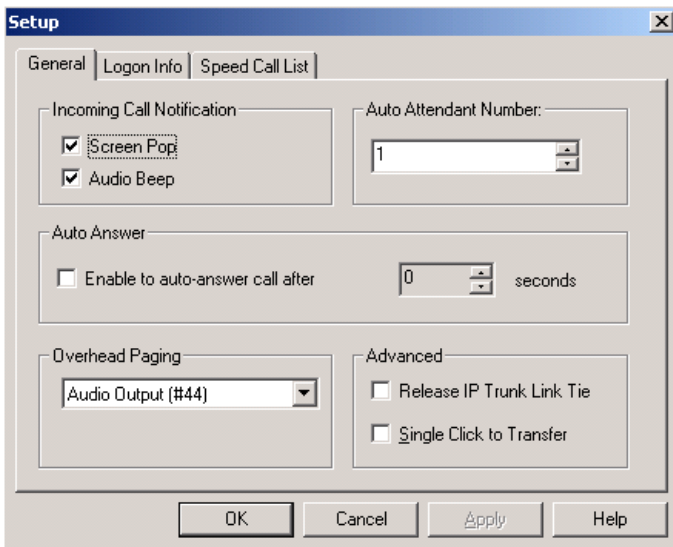 Setup
General Logon Info Speed Call List
Incoming Call Notification
Screen Pop
Audio Beep
Auto Attendant Number:
1
Auto Answer
Enable to auto-answer call after 0 seconds
Overhead Paging
Audio Output (#44)
Advanced
Release IP Trunk Link Tie
Single Click to Transfer
OK Cancel Apply Help